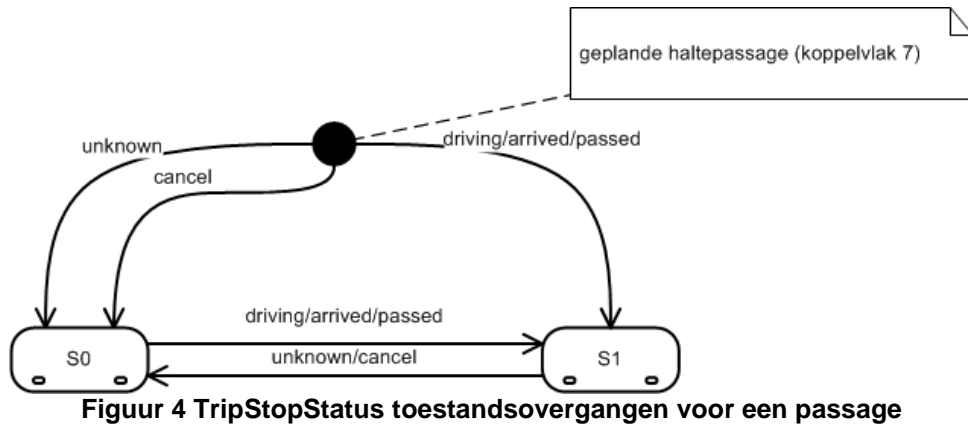 geplande haltepassage (koppelvlak 7)
unknown
driving/arrived/passed
cancel
driving/arrived/passed
S0
unknown/cancel
S1
Figuur 4 TripStopStatus toestandsovergangen voor een passage